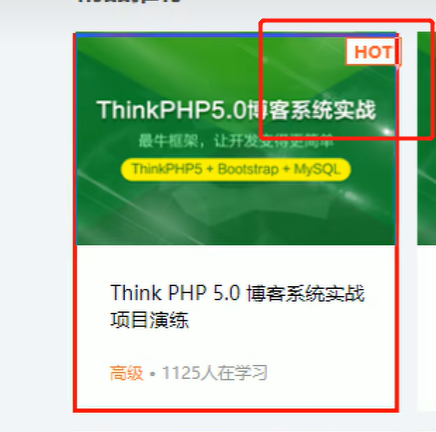 HOT
ThinkPHP5.0博客系统实战
最牛框架，让开发变得更简单
ThinkPHP5 + Bootstrap + MySQL
Think PHP 5.0 博客系统实战
项目演练
高级 • 1125人在学习